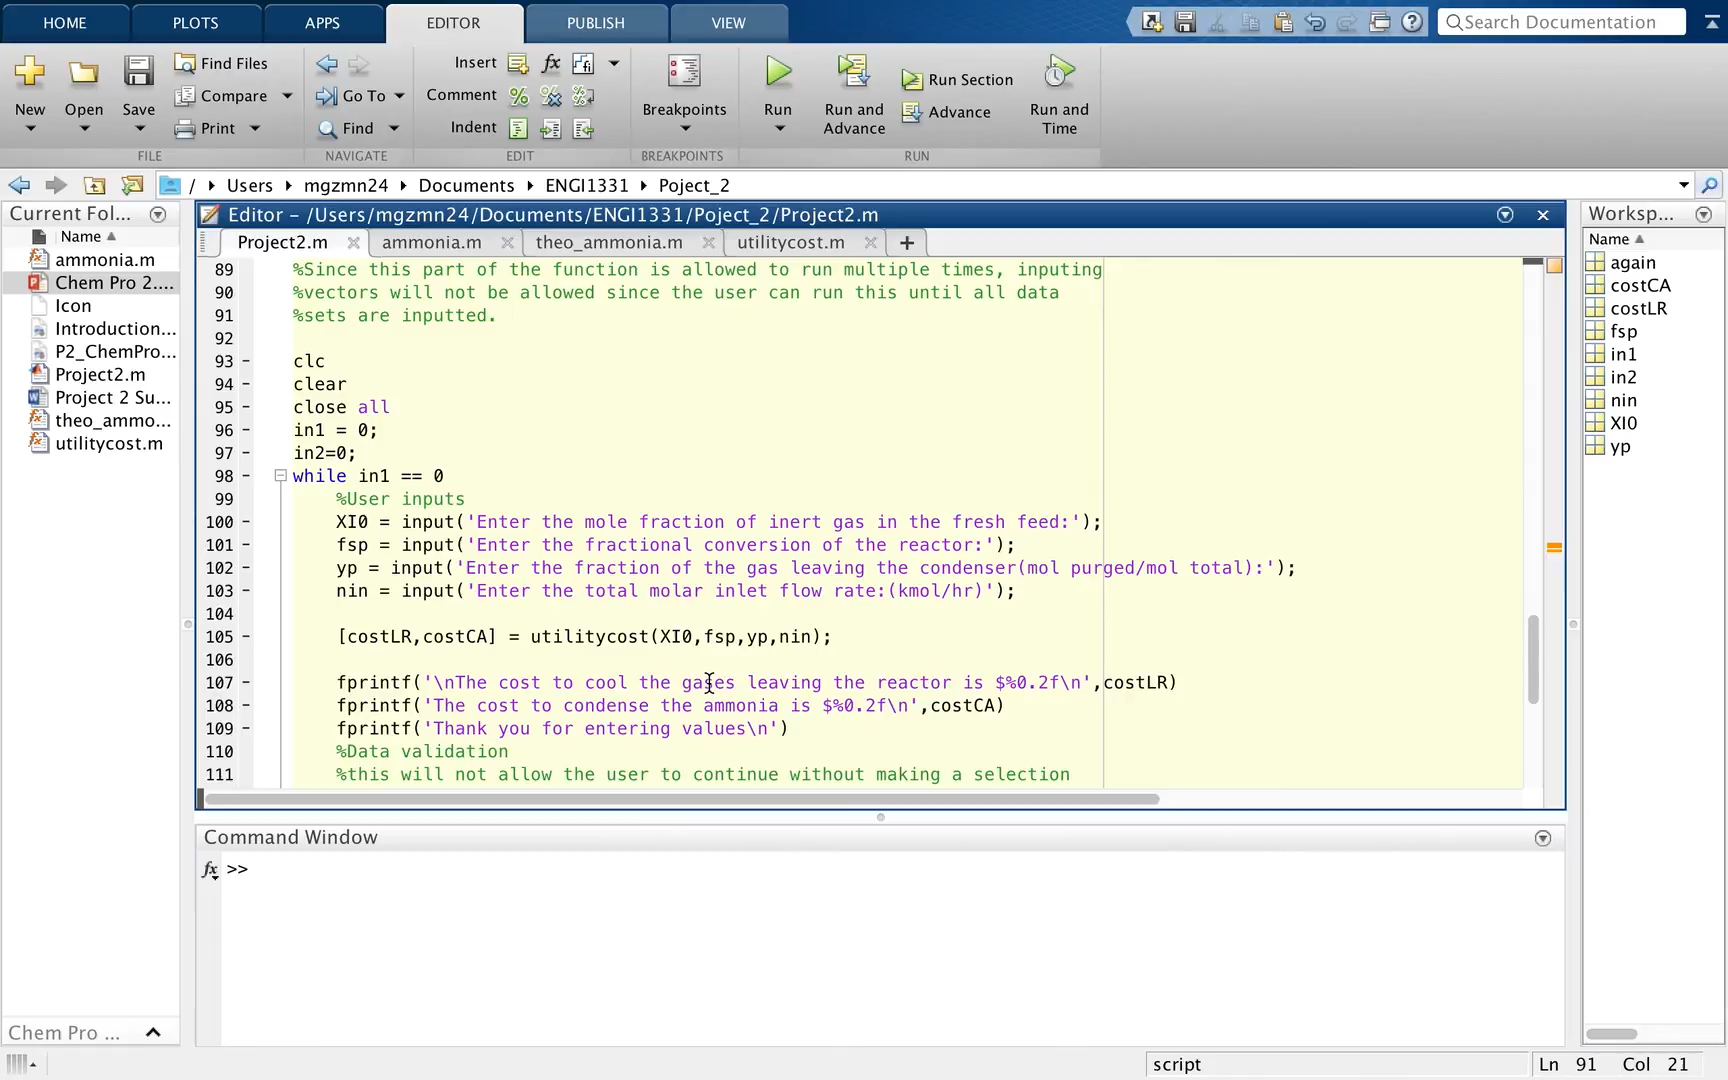 HOME PLOTS APPS EDITOR PUBLISH VIEW Search Documentation
New Open Save Find Files Compare Print
Go To Find
Insert fx
Comment
Indent
Breakpoints
Run Run and Advance Run Section Advance Run and Time
FILE NAVIGATE EDIT BREAKPOINTS RUN
/ Users mgzmn24 Documents ENGI1331 Poject_2
Current Fol...
Name
ammonia.m
Chem Pro 2....
Icon
Introduction...
P2_ChemPro...
Project2.m
Project 2 Su...
theo_ammo...
utilitycost.m
Chem Pro ...
Editor – /Users/mgzmn24/Documents/ENGI1331/Poject_2/Project2.m
Project2.m ammonia.m theo_ammonia.m utilitycost.m
89 %Since this part of the function is allowed to run multiple times, inputing
90 %vectors will not be allowed since the user can run this until all data
91 %sets are inputted.
92
93 – clc
94 – clear
95 – close all
96 – in1 = 0;
97 – in2=0;
98 – while in1 == 0
99 %User inputs
100 – XI0 = input('Enter the mole fraction of inert gas in the fresh feed:');
101 – fsp = input('Enter the fractional conversion of the reactor:');
102 – yp = input('Enter the fraction of the gas leaving the condenser(mol purged/mol total):');
103 – nin = input('Enter the total molar inlet flow rate:(kmol/hr)');
104
105 – [costLR,costCA] = utilitycost(XI0,fsp,yp,nin);
106
107 – fprintf('\nThe cost to cool the gases leaving the reactor is $%0.2f\n',costLR)
108 – fprintf('The cost to condense the ammonia is $%0.2f\n',costCA)
109 – fprintf('Thank you for entering values\n')
110 %Data validation
111 %this will not allow the user to continue without making a selection
Command Window
fx >>
Worksp...
Name
again
costCA
costLR
fsp
in1
in2
nin
XI0
yp
script Ln 91 Col 21